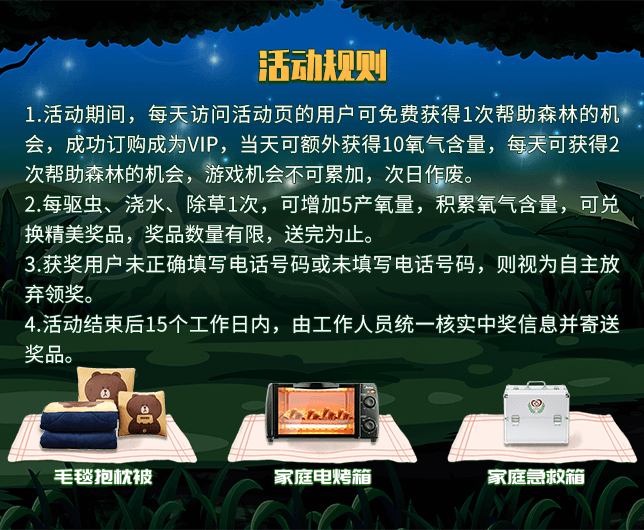 活动规则
1.活动期间，每天访问活动页的用户可免费获得1次帮助森林的机
会，成功订购成为VIP，当天可额外获得10氧气含量，每天可获得2
次帮助森林的机会，游戏机会不可累加，次日作废。
2.每驱虫、浇水、除草1次，可增加5产氧量，积累氧气含量，可兑
换精美奖品，奖品数量有限，送完为止。
3.获奖用户未正确填写电话号码或未填写电话号码，则视为自主放
弃领奖。
4.活动结束后15个工作日内，由工作人员统一核实中奖信息并寄送
奖品。
毛毯抱枕被
家庭电烤箱
家庭急救箱